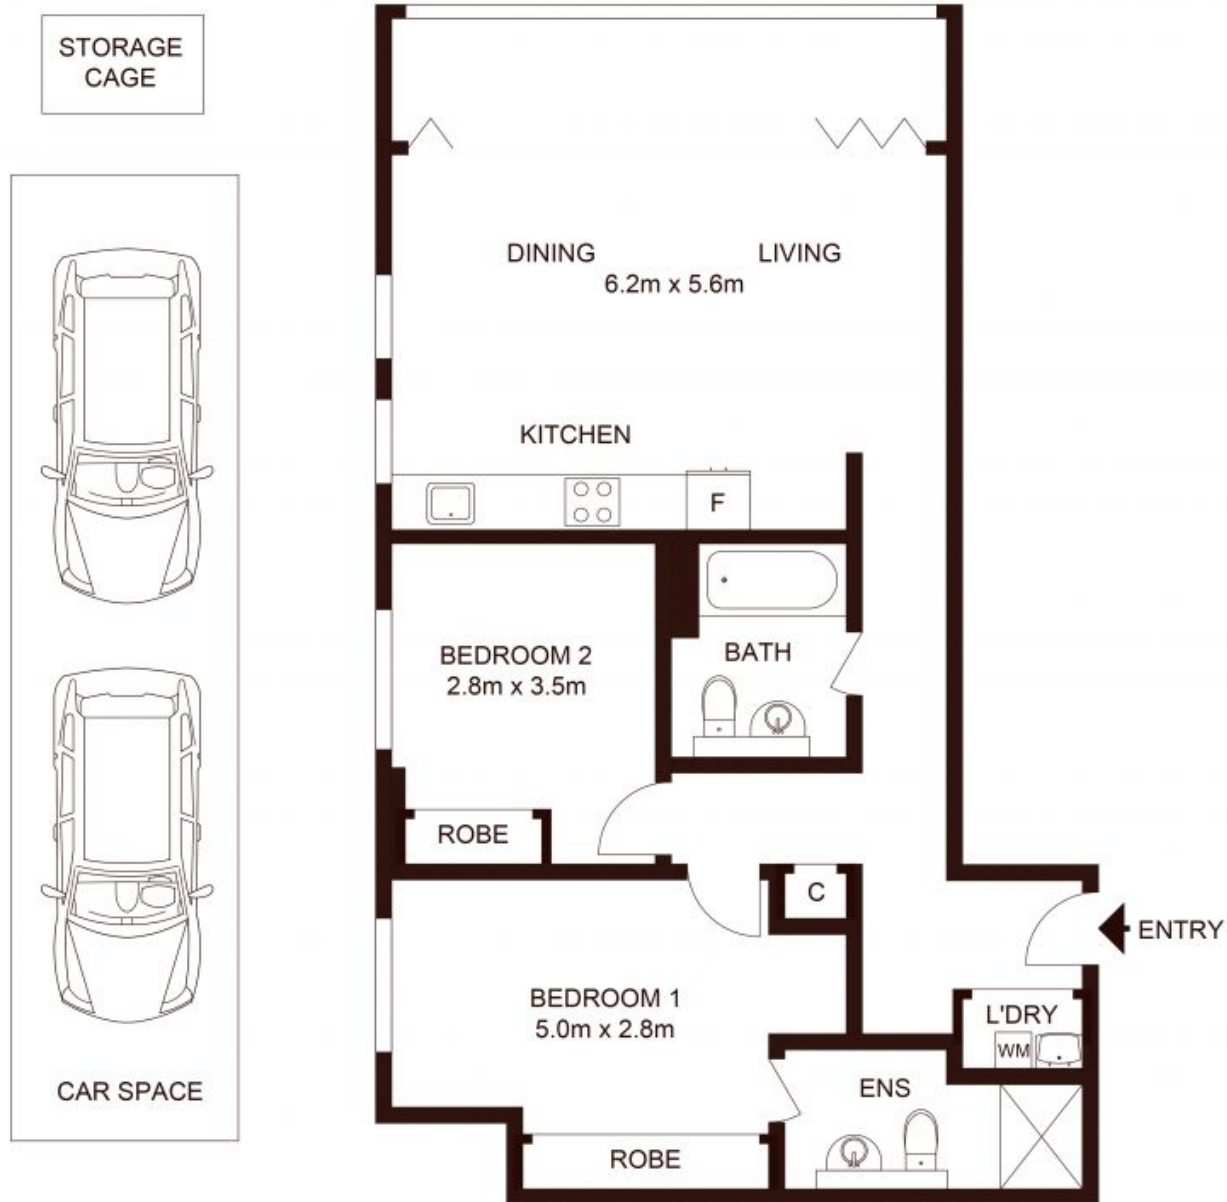 STORAGE
CAGE
DINING
LIVING
6.2m x 5.6m
KITCHEN
F
BEDROOM 2
2.8m x 3.5m
BATH
ROBE
C
ENTRY
BEDROOM 1
5.0m x 2.8m
L'DRY
WM
ENS
CAR SPACE
ROBE